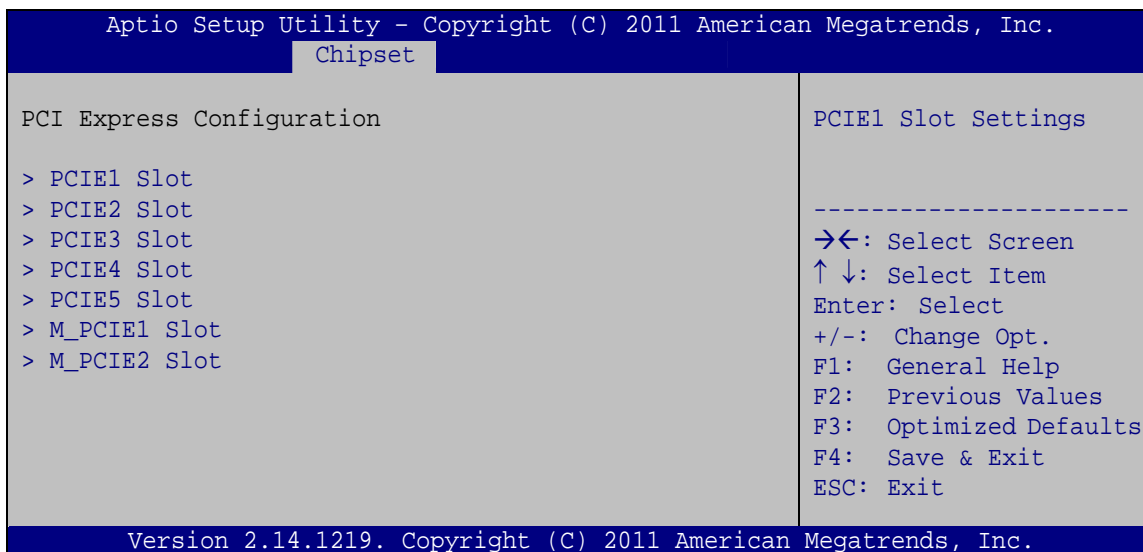 Aptio Setup Utility – Copyright (C) 2011 American Megatrends, Inc.
Chipset
PCI Express Configuration
> PCIE1 Slot
> PCIE2 Slot
> PCIE3 Slot
> PCIE4 Slot
> PCIE5 Slot
> M_PCIE1 Slot
> M_PCIE2 Slot
PCIE1 Slot Settings
----------------------
→←: Select Screen
↑ ↓: Select Item
Enter: Select
+/-: Change Opt.
F1: General Help
F2: Previous Values
F3: Optimized Defaults
F4: Save & Exit
ESC: Exit
Version 2.14.1219. Copyright (C) 2011 American Megatrends, Inc.